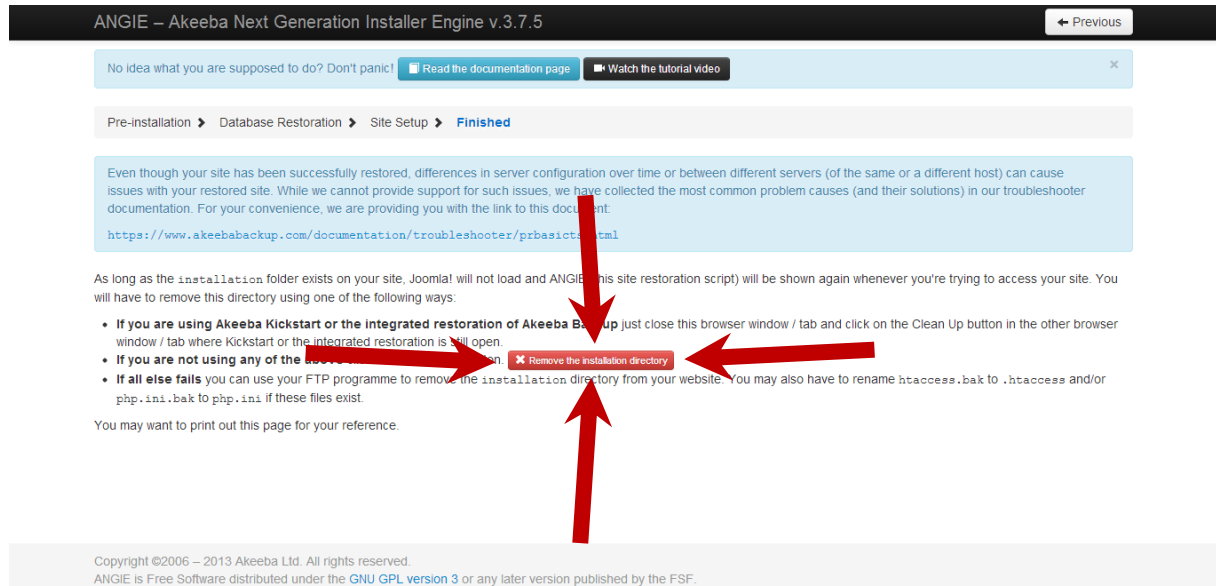 ANGIE – Akeeba Next Generation Installer Engine v.3.7.5
Previous
No idea what you are supposed to do? Don't panic! Read the documentation page Watch the tutorial video ×
Pre-installation Database Restoration Site Setup Finished
Even though your site has been successfully restored, differences in server configuration over time or between different servers (of the same or a different host) can cause
issues with your restored site. While we cannot provide support for such issues, we have collected the most common problem causes (and their solutions) in our troubleshooter
documentation. For your convenience, we are providing you with the link to this document:
https://www.akeebabackup.com/documentation/troubleshooter/prbasicts.html
As long as the installation folder exists on your site, Joomla! will not load and ANGIE (this site restoration script) will be shown again whenever you're trying to access your site. You
will have to remove this directory using one of the following ways:
• If you are using Akeeba Kickstart or the integrated restoration of Akeeba Backup just close this browser window / tab and click on the Clean Up button in the other browser
window / tab where Kickstart or the integrated restoration is still open.
• If you are not using any of the above Remove the installation directory
• If all else fails you can use your FTP programme to remove the installation directory from your website. You may also have to rename htaccess.bak to .htaccess and/or
php.ini.bak to php.ini if these files exist.
You may want to print out this page for your reference.
Copyright ©2006 – 2013 Akeeba Ltd. All rights reserved.
ANGIE is Free Software distributed under the GNU GPL version 3 or any later version published by the FSF.